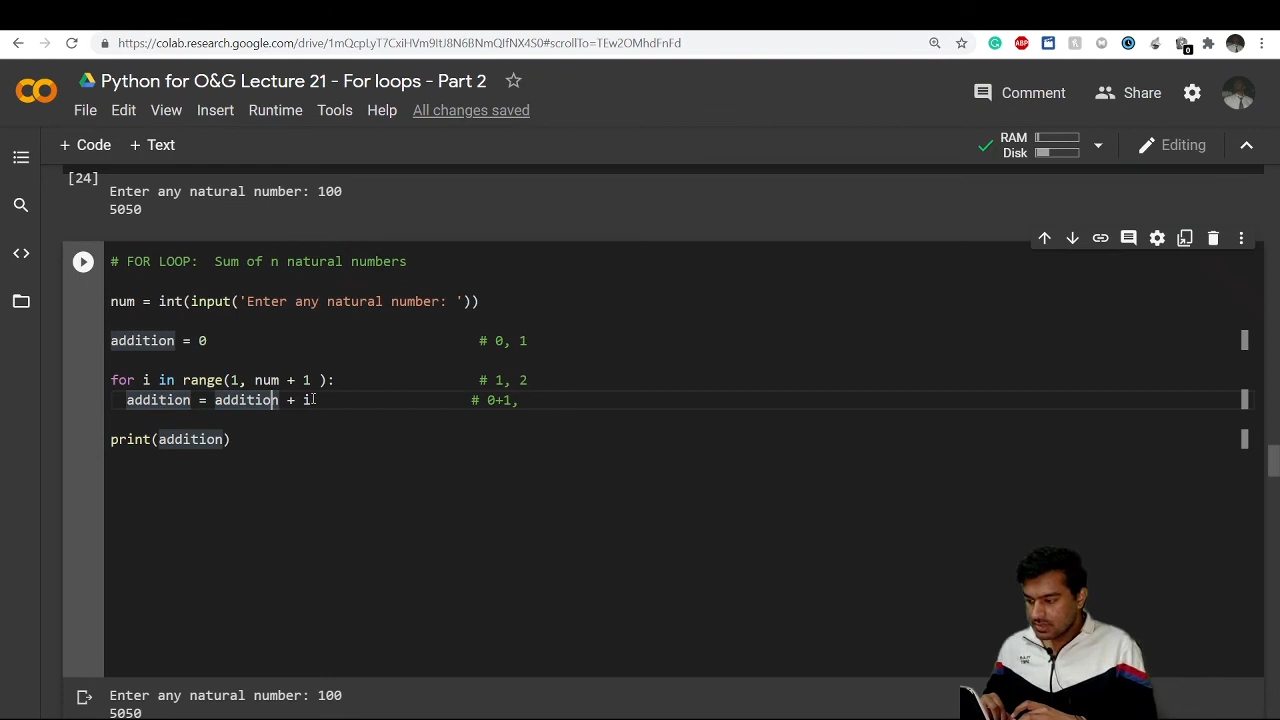 https://colab.research.google.com/drive/1mQcpLyT7CxiHVm9ItJ8N6BNmQIfNX4S0#scrollTo=TEw2OMhdFnFd
ABP
0
Python for O&G Lecture 21 - For loops - Part 2
Comment
Share
File Edit View Insert Runtime Tools Help All changes saved
+ Code + Text
RAM
Disk
Editing
[24]
Enter any natural number: 100
5050
# FOR LOOP:  Sum of n natural numbers
num = int(input('Enter any natural number: '))
addition = 0 # 0, 1
for i in range(1, num + 1 ): # 1, 2
addition = addition + i # 0+1,
print(addition)
Enter any natural number: 100
5050